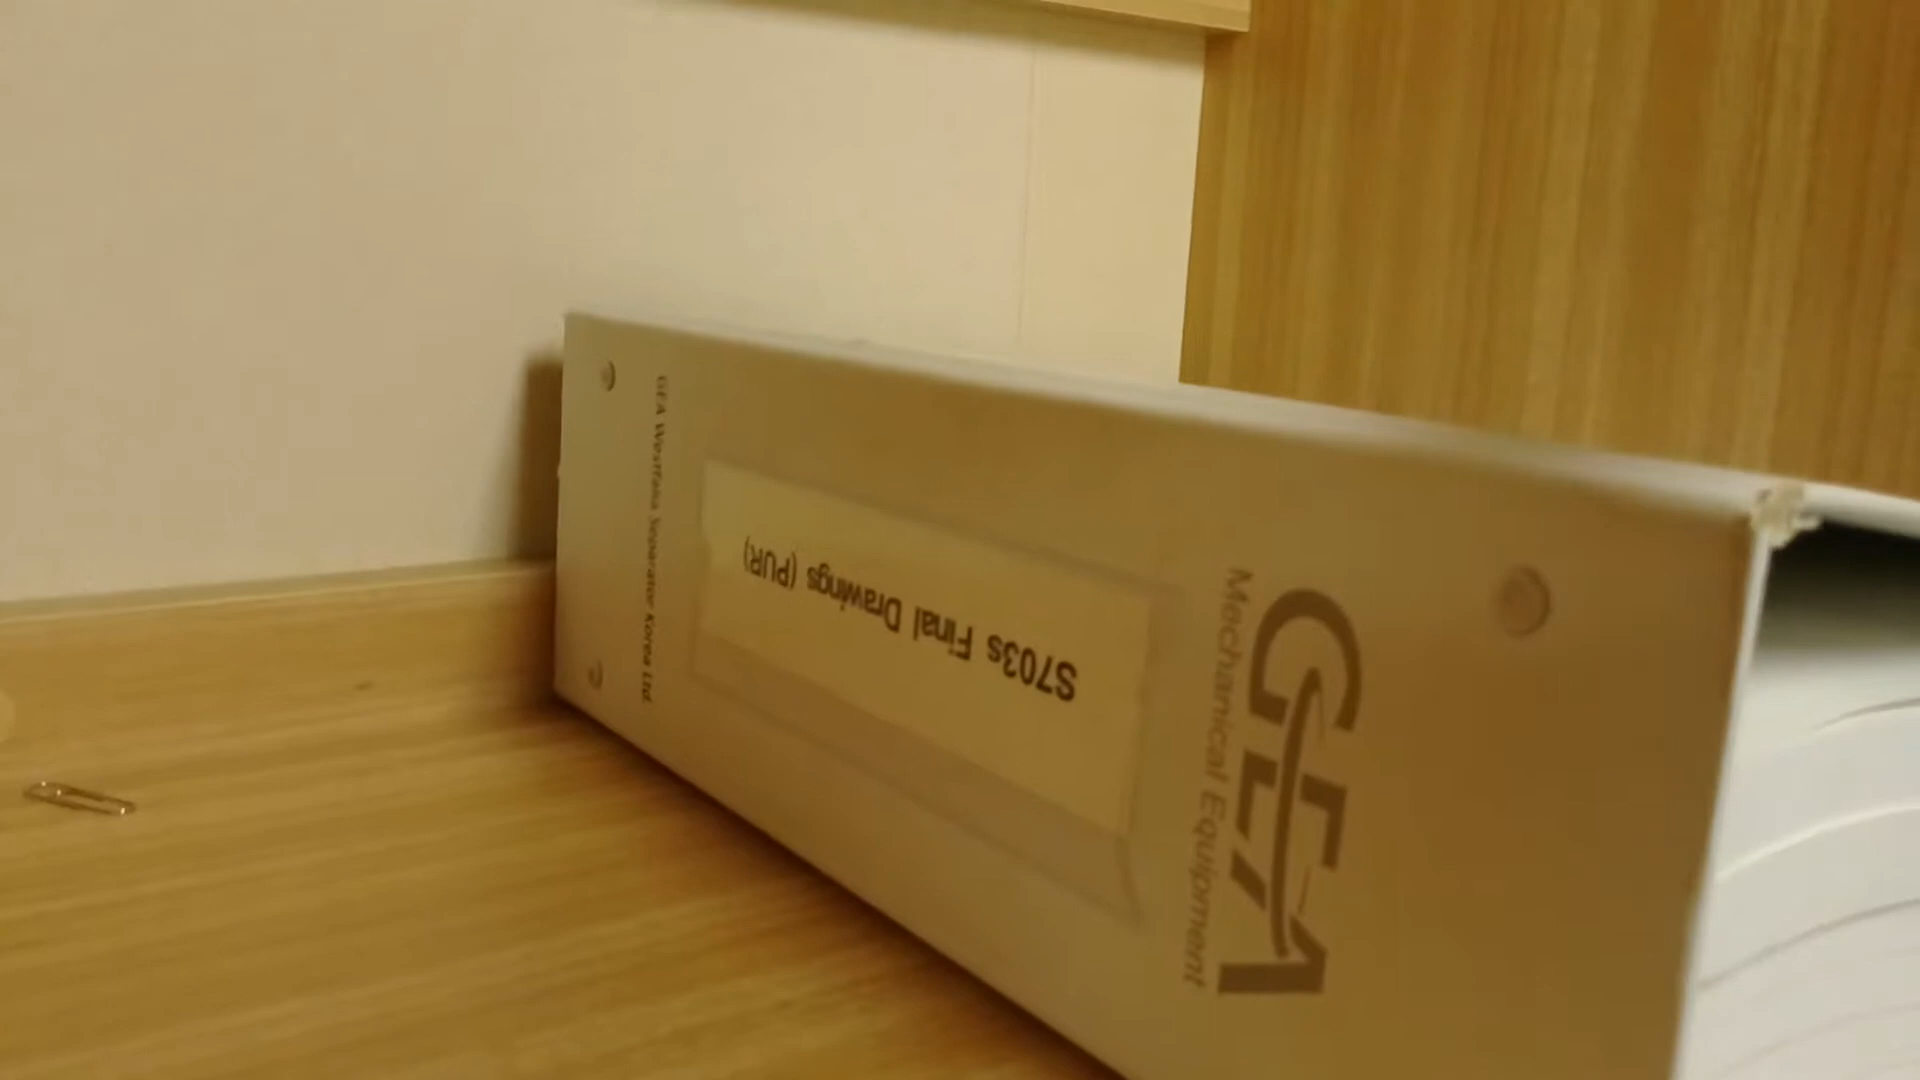 GEA
Mechanical Equipment
S703s Final Drawings (PUR)
GEA Westfalia Separator Korea Ltd.